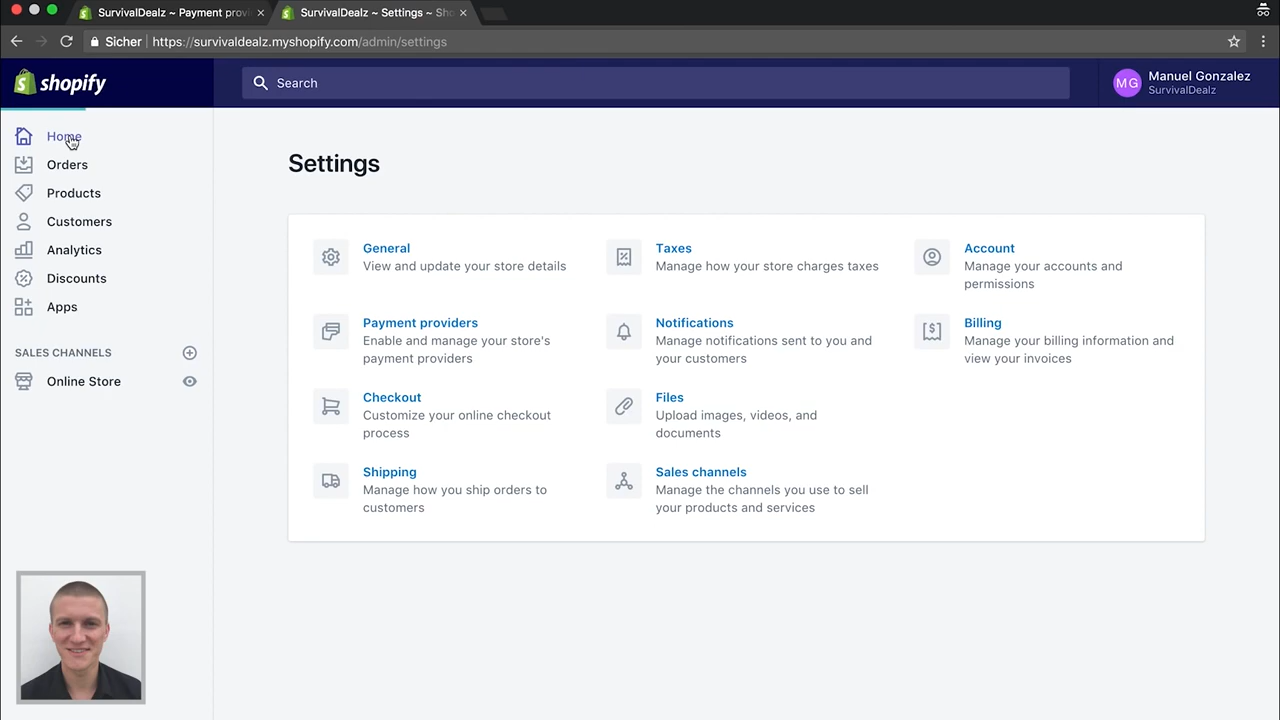 SurvivalDealz ~ Payment provi
SurvivalDealz ~ Settings ~ Sho
Sicher
https://survivaldealz.myshopify.com/admin/settings
shopify
Search
MG
Manuel Gonzalez
SurvivalDealz
Home
Orders
Products
Customers
Analytics
Discounts
Apps
SALES CHANNELS
Online Store
Settings
General
View and update your store details
Payment providers
Enable and manage your store's
payment providers
Checkout
Customize your online checkout
process
Shipping
Manage how you ship orders to
customers
Taxes
Manage how your store charges taxes
Notifications
Manage notifications sent to you and
your customers
Files
Upload images, videos, and
documents
Sales channels
Manage the channels you use to sell
your products and services
Account
Manage your accounts and
permissions
Billing
Manage your billing information and
view your invoices